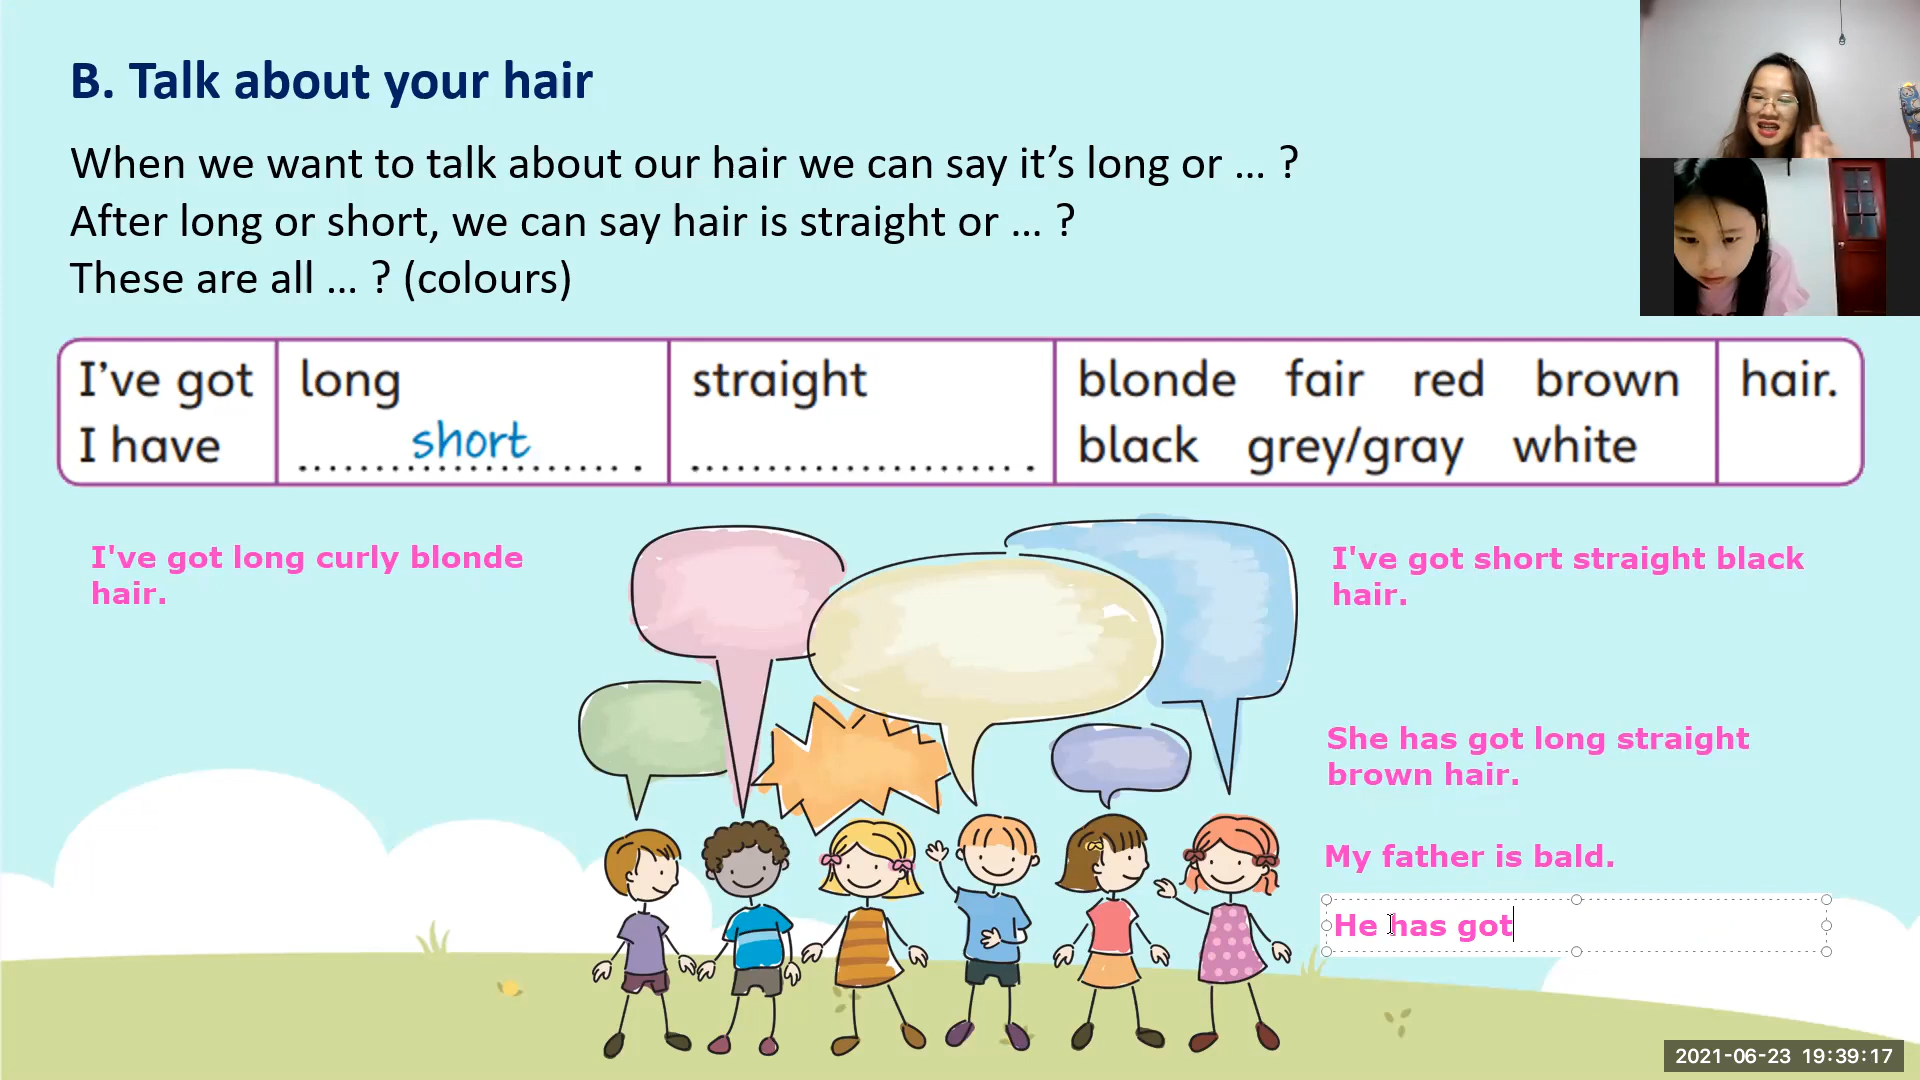 B. Talk about your hair
When we want to talk about our hair we can say it’s long or ... ?
After long or short, we can say hair is straight or ... ?
These are all ... ? (colours)
I’ve got long straight blonde fair red brown hair.
I have short black grey/gray white
I've got long curly blonde
hair.
I've got short straight black
hair.
She has got long straight
brown hair.
My father is bald.
He has got
2021-06-23 19:39:17